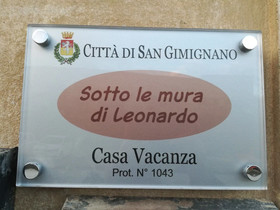 CITTÀ DI SAN GIMIGNANO
Sotto le mura
di Leonardo
Casa Vacanza
Prot. N° 1043